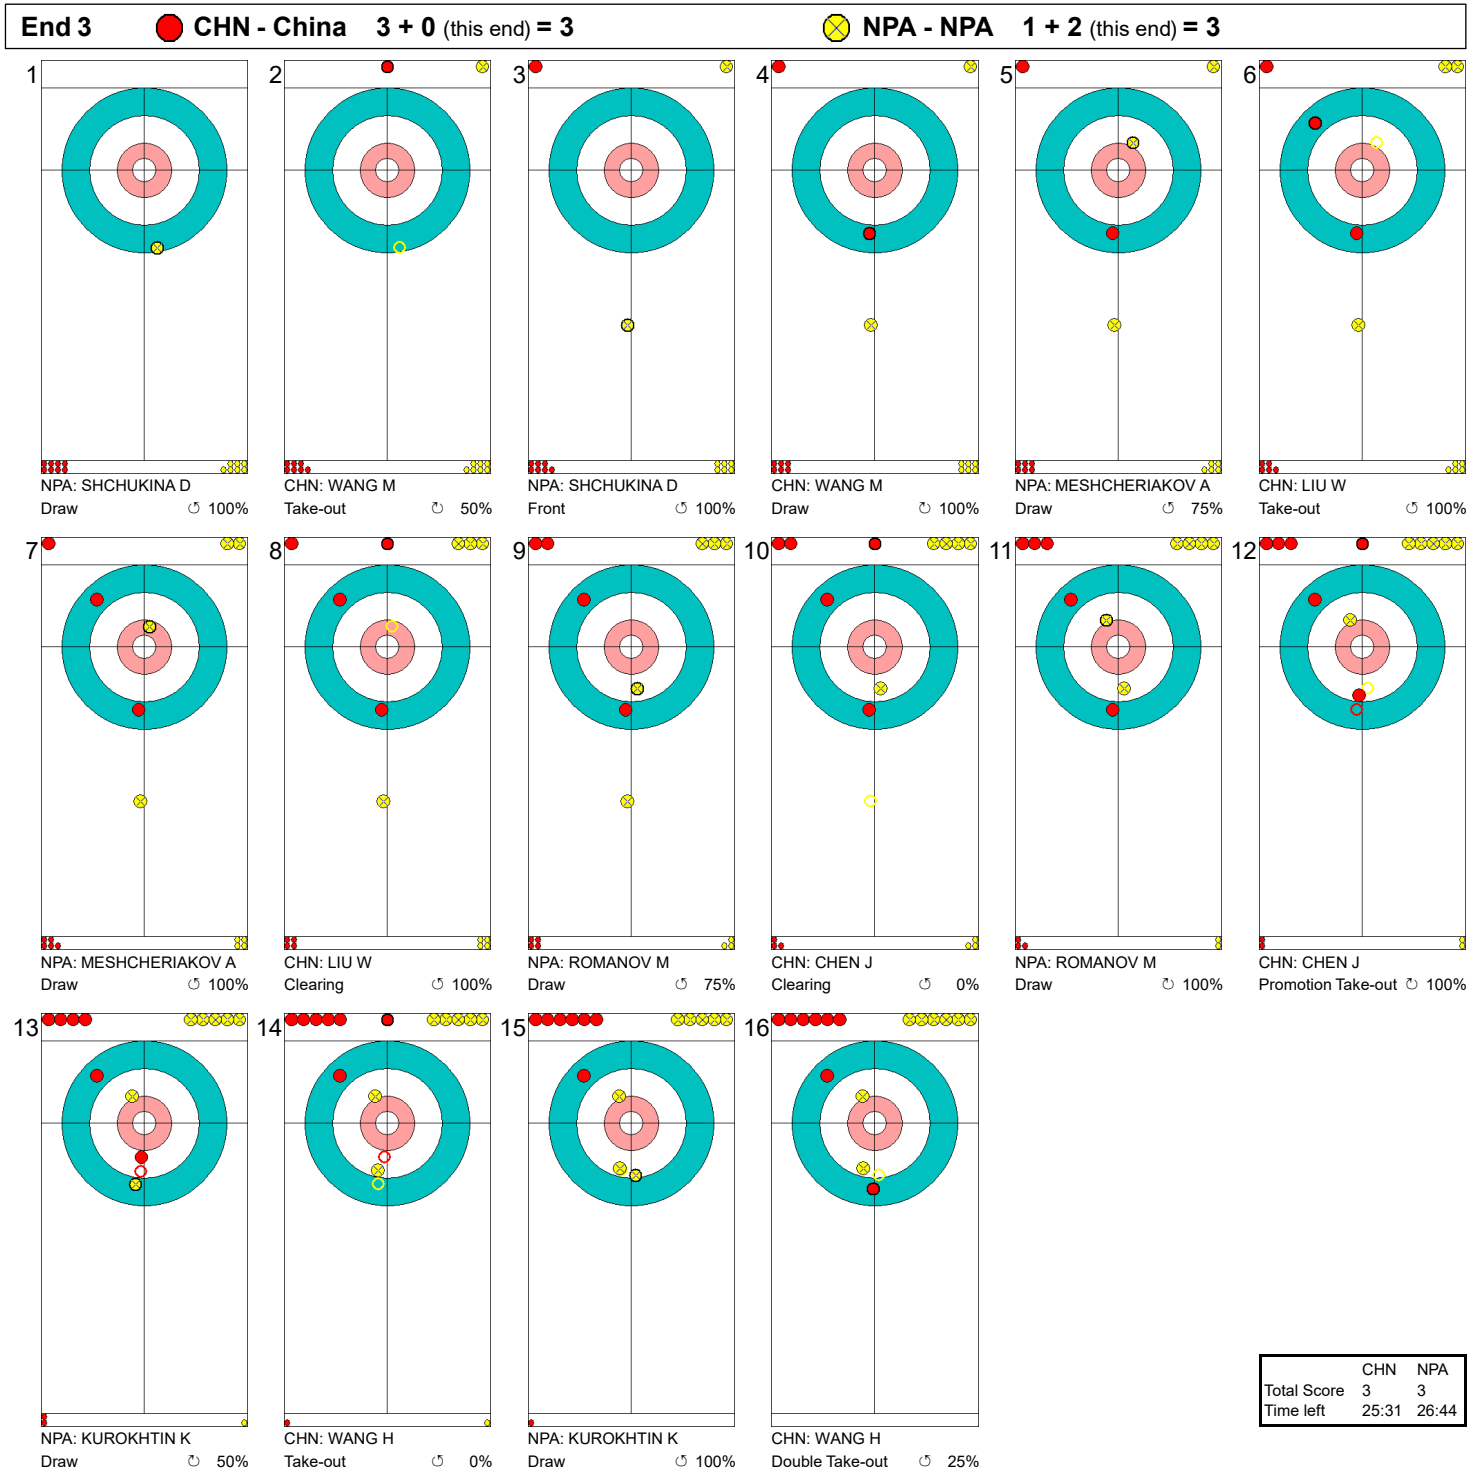 End 3 CHN - China 3 + 0 (this end) = 3 NPA - NPA 1 + 2 (this end) = 3
1 2 3 4 5 6
NPA: SHCHUKINA D CHN: WANG M NPA: SHCHUKINA D CHN: WANG M NPA: MESHCHERIAKOV A CHN: LIU W
Draw ↺ 100% Take-out ↻ 50% Front ↺ 100% Draw ↻ 100% Draw ↺ 75% Take-out ↺ 100%
7 8 9 10 11 12
NPA: MESHCHERIAKOV A CHN: LIU W NPA: ROMANOV M CHN: CHEN J NPA: ROMANOV M CHN: CHEN J
Draw ↺ 100% Clearing ↺ 100% Draw ↺ 75% Clearing ↺ 0% Draw ↻ 100% Promotion Take-out ↻ 100%
13 14 15 16
CHN NPA
Total Score 3 3
Time left 25:31 26:44
NPA: KUROKHTIN K CHN: WANG H NPA: KUROKHTIN K CHN: WANG H
Draw ↻ 50% Take-out ↺ 0% Draw ↺ 100% Double Take-out ↺ 25%